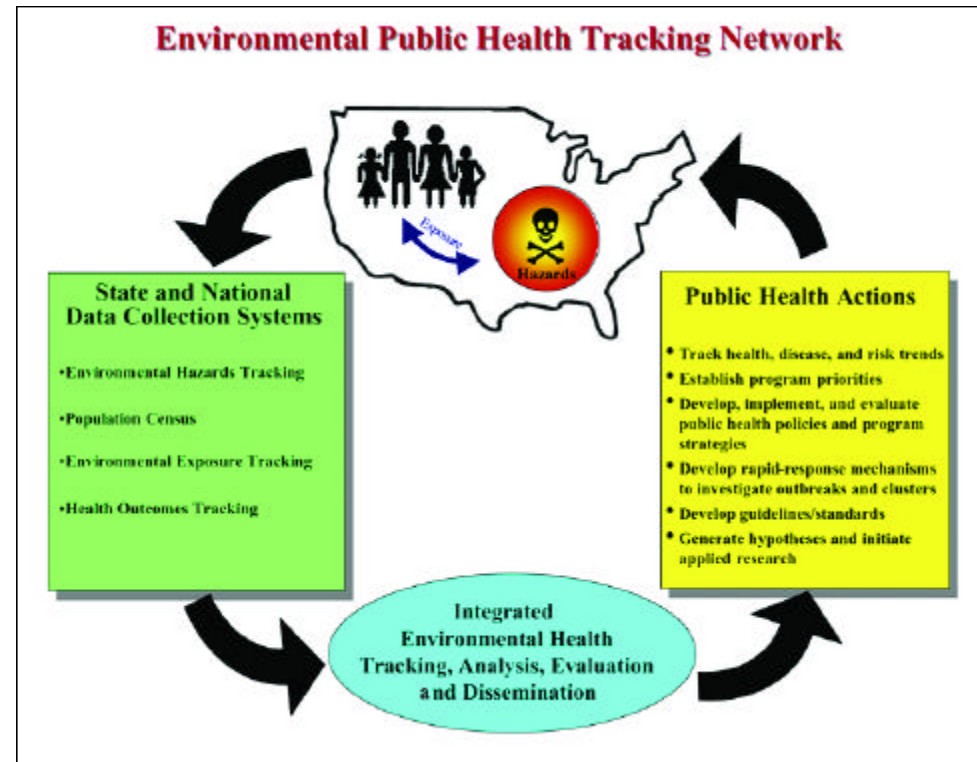 Environmental Public Health Tracking Network
Exposure
Hazards
State and National
Data Collection Systems
•Environmental Hazards Tracking
•Population Census
•Environmental Exposure Tracking
•Health Outcomes Tracking
Integrated
Environmental Health
Tracking, Analysis, Evaluation
and Dissemination
Public Health Actions
• Track health, disease, and risk trends
• Establish program priorities
• Develop, implement, and evaluate
public health policies and program
strategies
• Develop rapid-response mechanisms
to investigate outbreaks and clusters
• Develop guidelines/standards
• Generate hypotheses and initiate
applied research